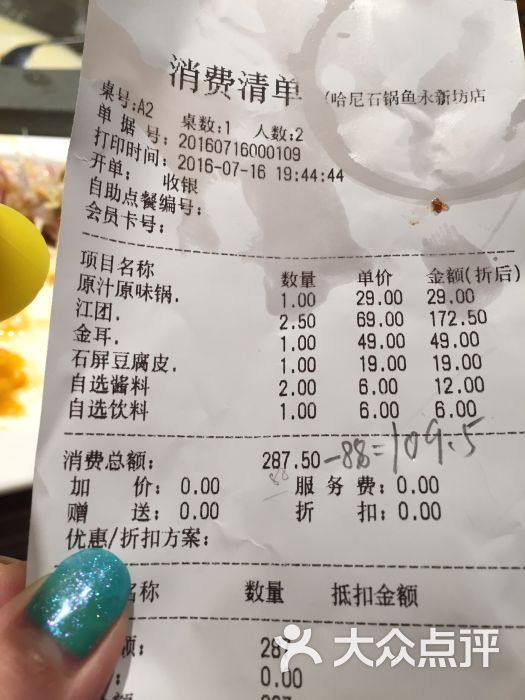 消费清单 (哈尼石锅鱼永新坊店
桌号:A2 桌数:1 人数:2
单据号:20160716000109
打印时间:2016-07-16 19:44:44
开单: 收银
自助点餐编号:
会员卡号:
项目名称 数量 单价 金额(折后)
原汁原味锅. 1.00 29.00 29.00
江团. 2.50 69.00 172.50
金耳. 1.00 49.00 49.00
石屏豆腐皮. 1.00 19.00 19.00
自选酱料 2.00 6.00 12.00
自选饮料 1.00 6.00 6.00
消费总额: 287.50 -88=109.5
88
加 价: 0.00 服务费:0.00
赠 送: 0.00 折 扣:0.00
优惠/折扣方案:
名称 数量 抵扣金额
额: 287
: 0.00
287
大众点评